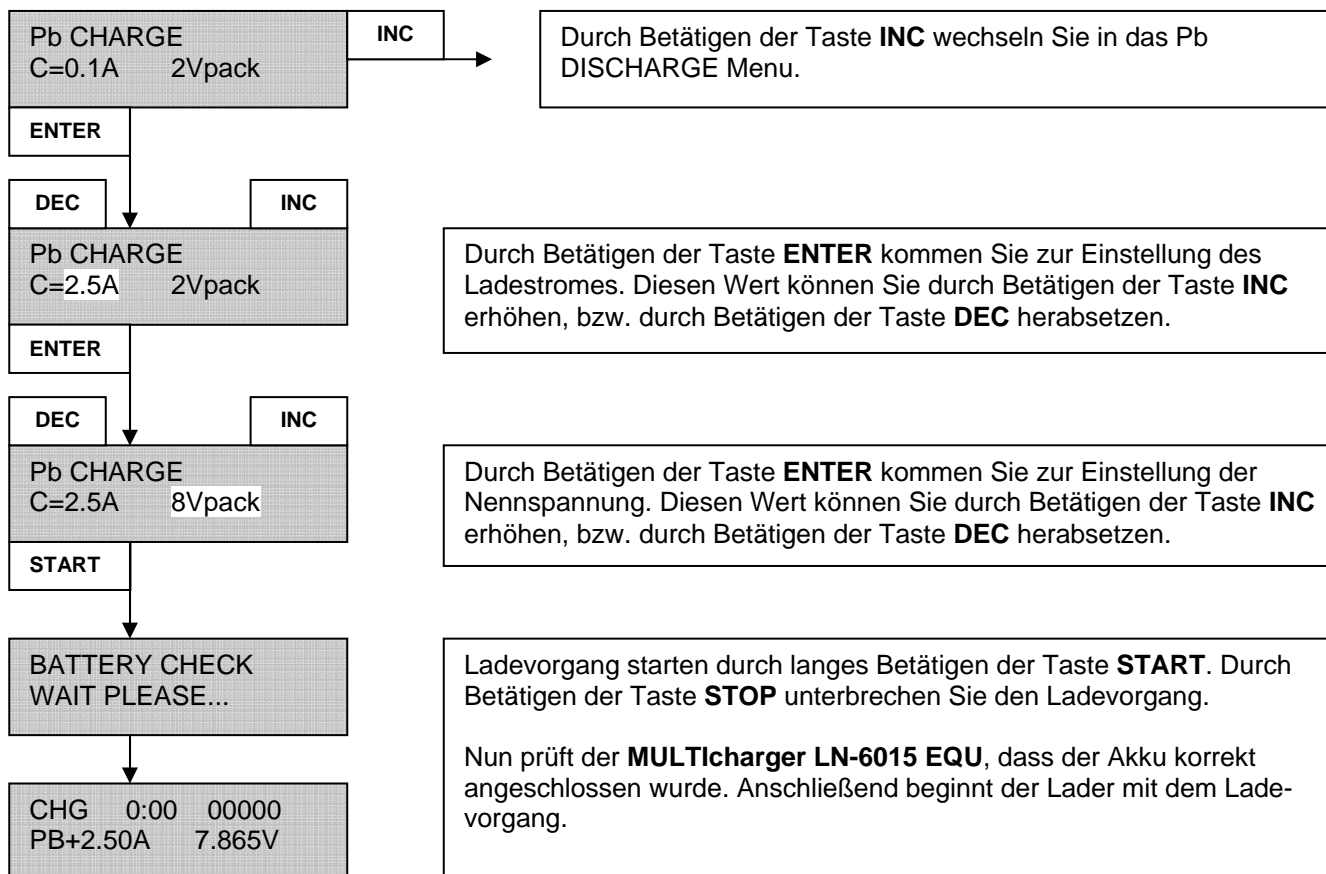 Pb CHARGE
C=0.1A 2Vpack
INC
Durch Betätigen der Taste INC wechseln Sie in das Pb
DISCHARGE Menu.
ENTER
DEC
INC
Pb CHARGE
C=2.5A 2Vpack
Durch Betätigen der Taste ENTER kommen Sie zur Einstellung des
Ladestromes. Diesen Wert können Sie durch Betätigen der Taste INC
erhöhen, bzw. durch Betätigen der Taste DEC herabsetzen.
ENTER
DEC
INC
Pb CHARGE
C=2.5A 8Vpack
Durch Betätigen der Taste ENTER kommen Sie zur Einstellung der
Nennspannung. Diesen Wert können Sie durch Betätigen der Taste INC
erhöhen, bzw. durch Betätigen der Taste DEC herabsetzen.
START
BATTERY CHECK
WAIT PLEASE...
Ladevorgang starten durch langes Betätigen der Taste START. Durch
Betätigen der Taste STOP unterbrechen Sie den Ladevorgang.
Nun prüft der MULTIcharger LN-6015 EQU, dass der Akku korrekt
angeschlossen wurde. Anschließend beginnt der Lader mit dem Lade-
vorgang.
CHG 0:00 00000
PB+2.50A 7.865V